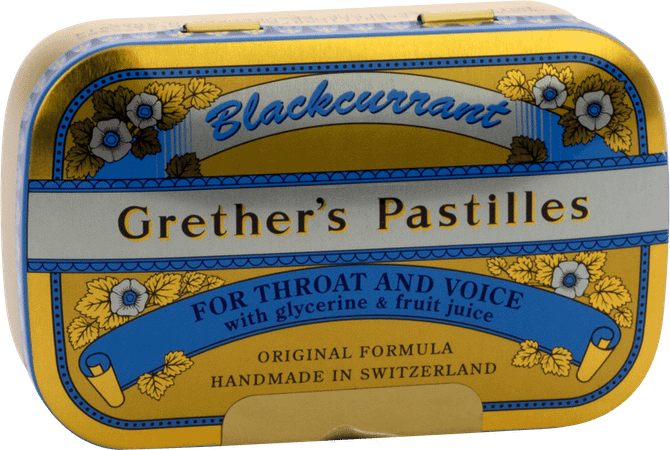 Blackcurrant
Grether's Pastilles
FOR THROAT AND VOICE
with glycerine & fruit juice
ORIGINAL FORMULA
HANDMADE IN SWITZERLAND